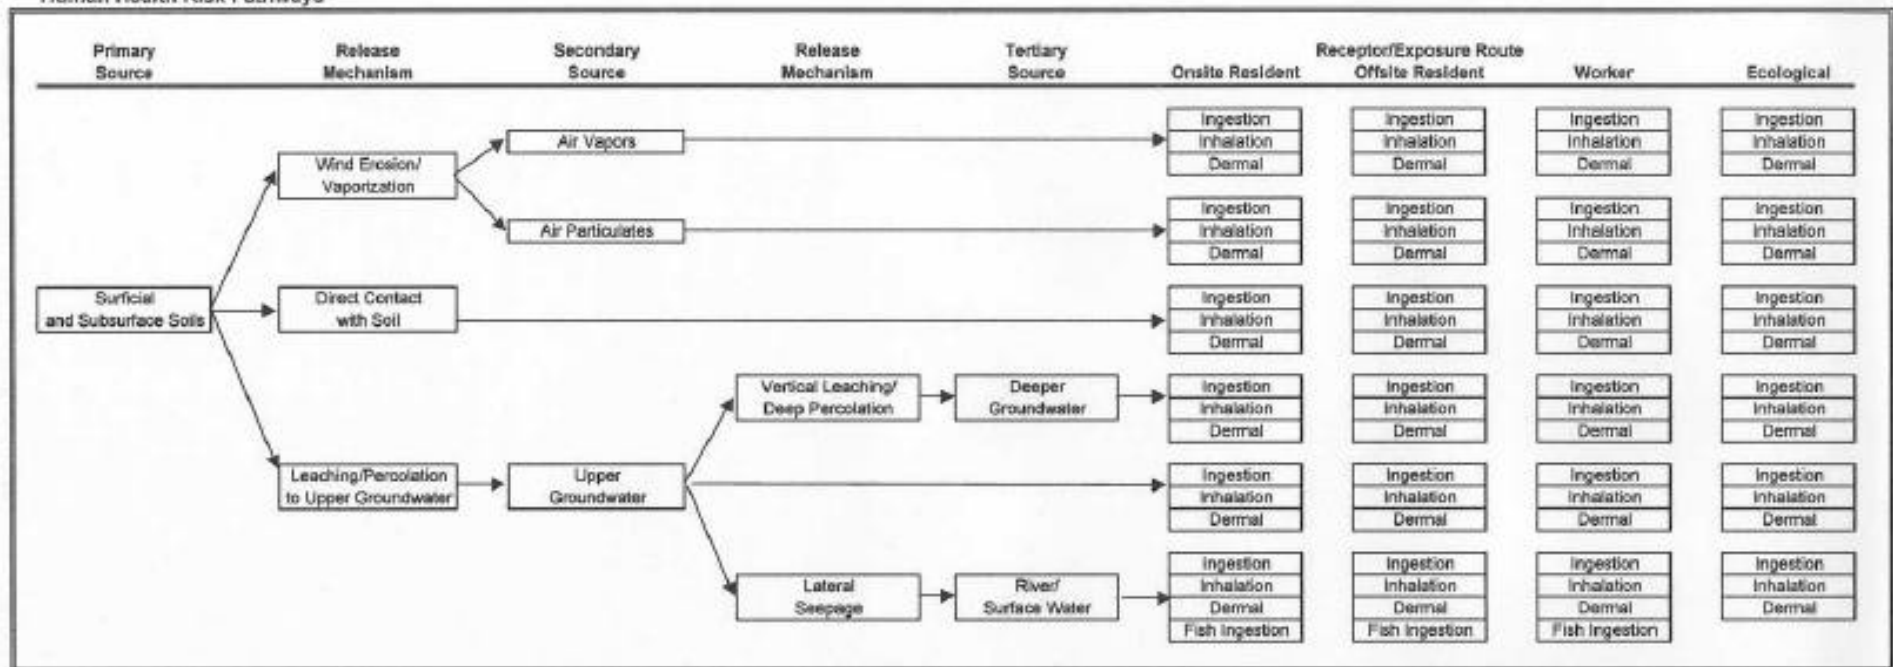 Human Health Risk Pathways
Primary Source
Release Mechanism
Secondary Source
Release Mechanism
Tertiary Source
Receptor/Exposure Route
Onsite Resident
Offsite Resident
Worker
Ecological
Surficial
and Subsurface Soils
Wind Erosion/
Vaporization
Air Vapors
Ingestion
Inhalation
Dermal
Ingestion
Inhalation
Dermal
Ingestion
Inhalation
Dermal
Ingestion
Inhalation
Dermal
Air Particulates
Ingestion
Inhalation
Dermal
Ingestion
Inhalation
Dermal
Ingestion
Inhalation
Dermal
Ingestion
Inhalation
Dermal
Direct Contact
with Soil
Ingestion
Inhalation
Dermal
Ingestion
Inhalation
Dermal
Ingestion
Inhalation
Dermal
Ingestion
Inhalation
Dermal
Leaching/Percolation
to Upper Groundwater
Upper
Groundwater
Vertical Leaching/
Deep Percolation
Deeper
Groundwater
Ingestion
Inhalation
Dermal
Ingestion
Inhalation
Dermal
Ingestion
Inhalation
Dermal
Ingestion
Inhalation
Dermal
Ingestion
Inhalation
Dermal
Ingestion
Inhalation
Dermal
Ingestion
Inhalation
Dermal
Ingestion
Inhalation
Dermal
Lateral
Seepage
River/
Surface Water
Ingestion
Inhalation
Dermal
Fish Ingestion
Ingestion
Inhalation
Dermal
Fish Ingestion
Ingestion
Inhalation
Dermal
Fish Ingestion
Ingestion
Inhalation
Dermal